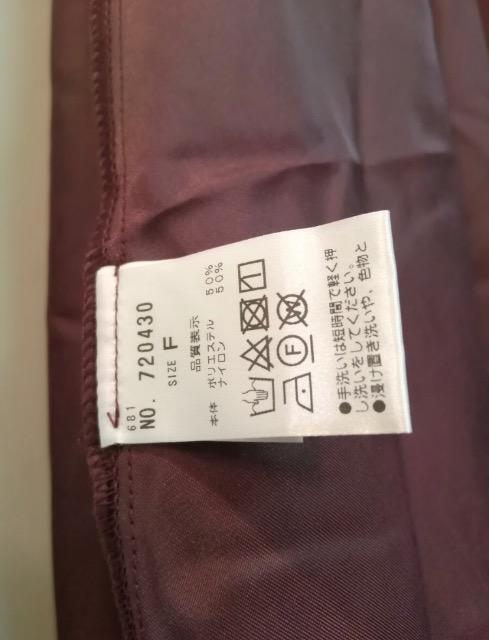 681
NO. 720430
SIZE F
品質表示
本体 ポリエステル 50%
ナイロン 50%
F W
●手洗いは短時間で軽く押
し洗いをしてください。
●浸け置き洗いや、色物と